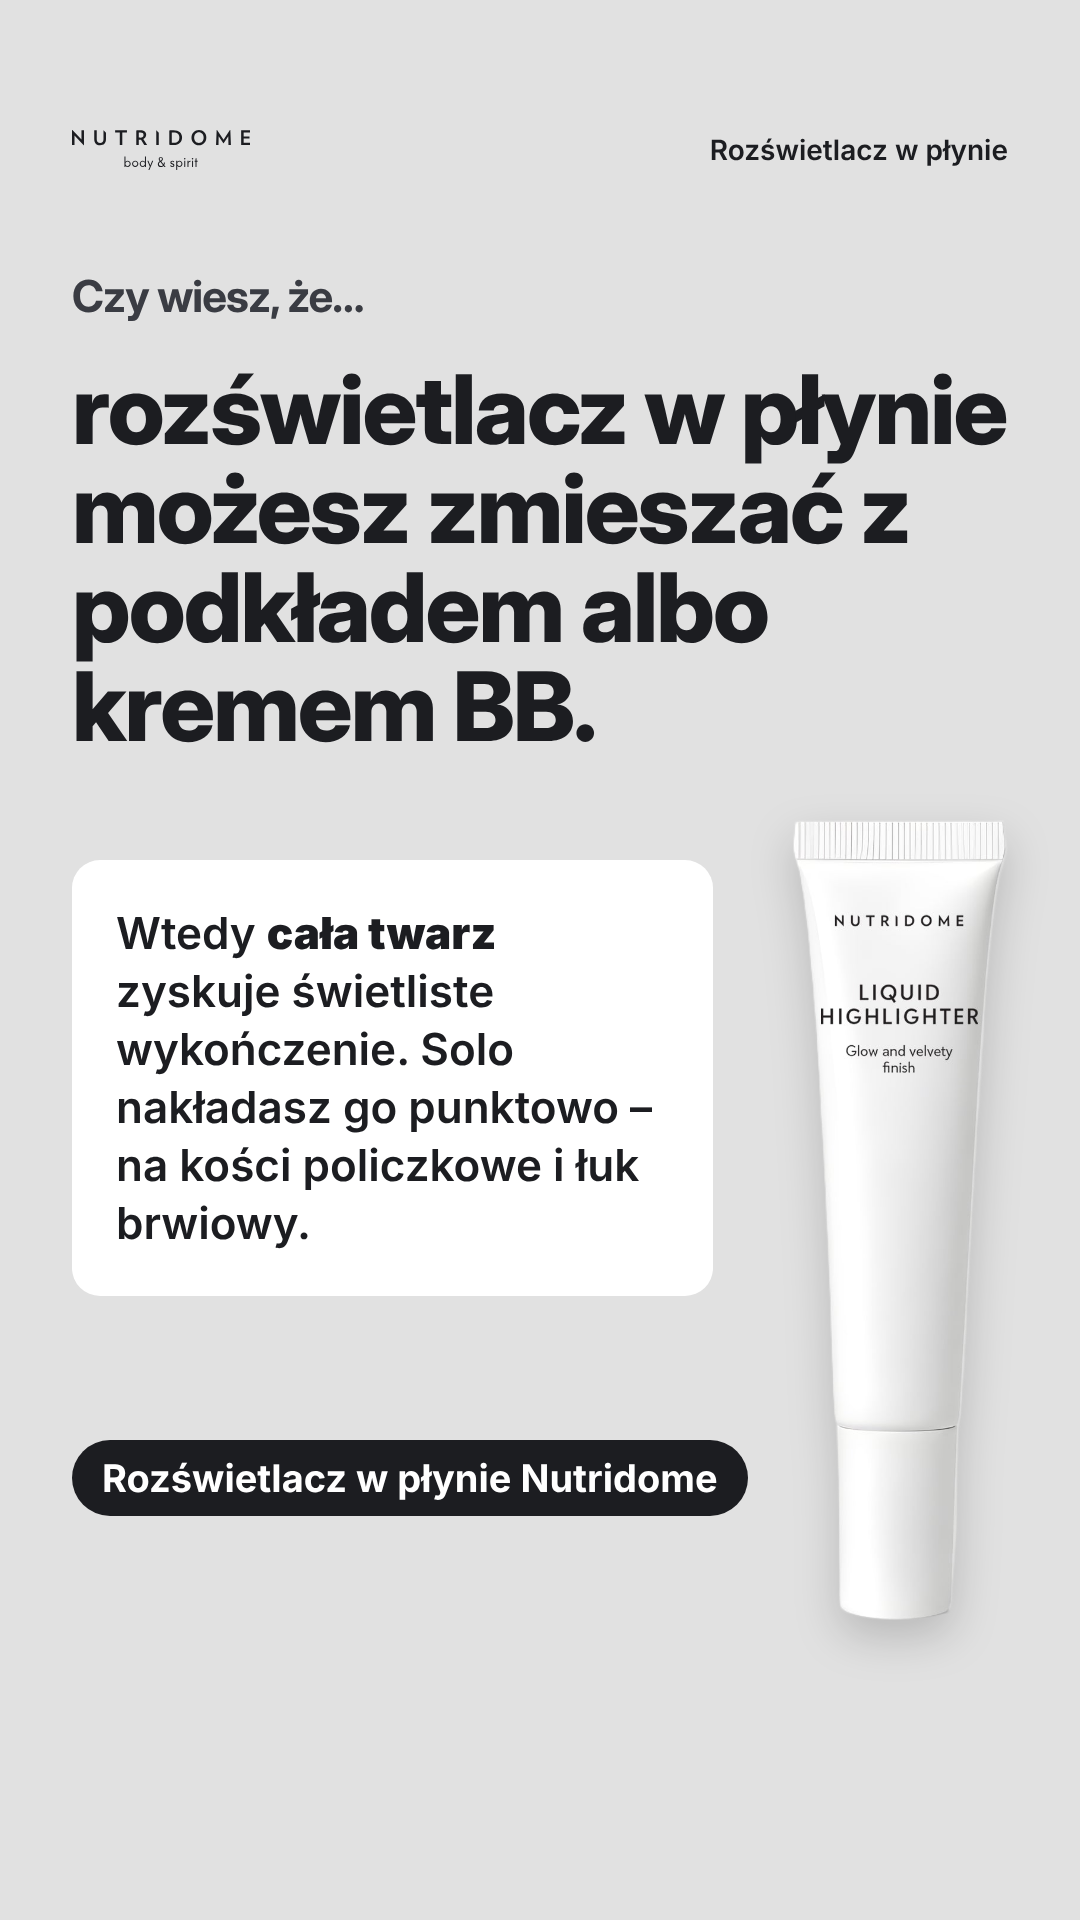 NUTRIDOME
body & spirit
Rozświetlacz w płynie
Czy wiesz, że...
rozświetlacz w płynie
możesz zmieszać z
podkładem albo
kremem BB.
Wtedy cała twarz
zyskuje świetliste
wykończenie. Solo
nakładasz go punktowo –
na kości policzkowe i łuk
brwiowy.
NUTRIDOME
LIQUID
HIGHLIGHTER
Glow and velvety
finish
Rozświetlacz w płynie Nutridome